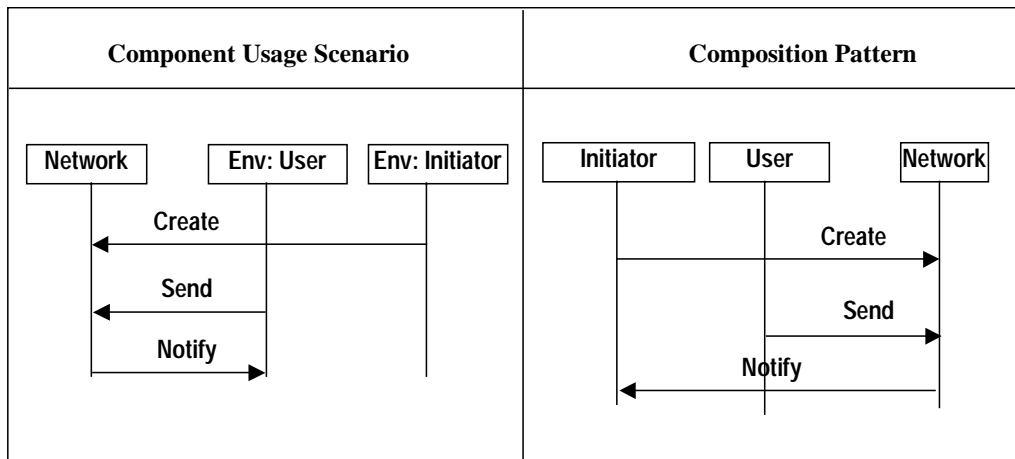 Component Usage Scenario
Composition Pattern
Network
Env: User
Env: Initiator
Create
Send
Notify
Initiator
User
Network
Create
Send
Notify